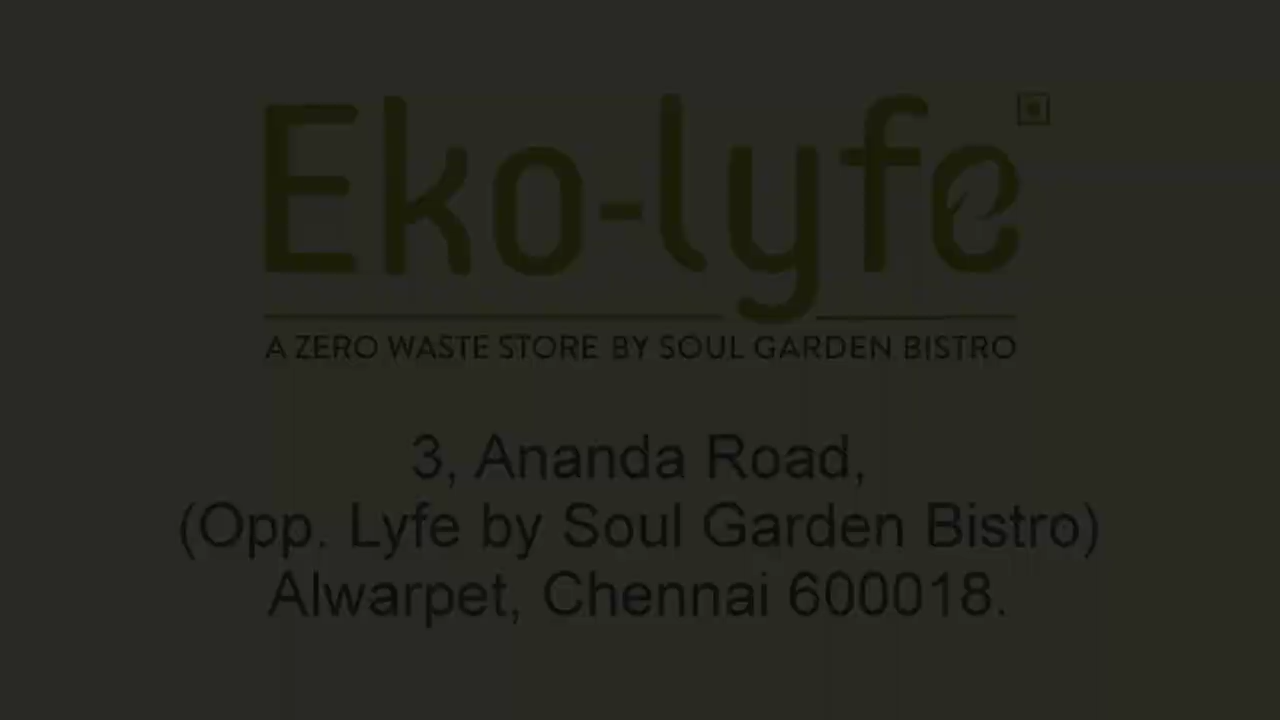 Eko-lyfe
A ZERO WASTE STORE BY SOUL GARDEN BISTRO
3, Ananda Road,
(Opp. Lyfe by Soul Garden Bistro)
Alwarpet, Chennai 600018.